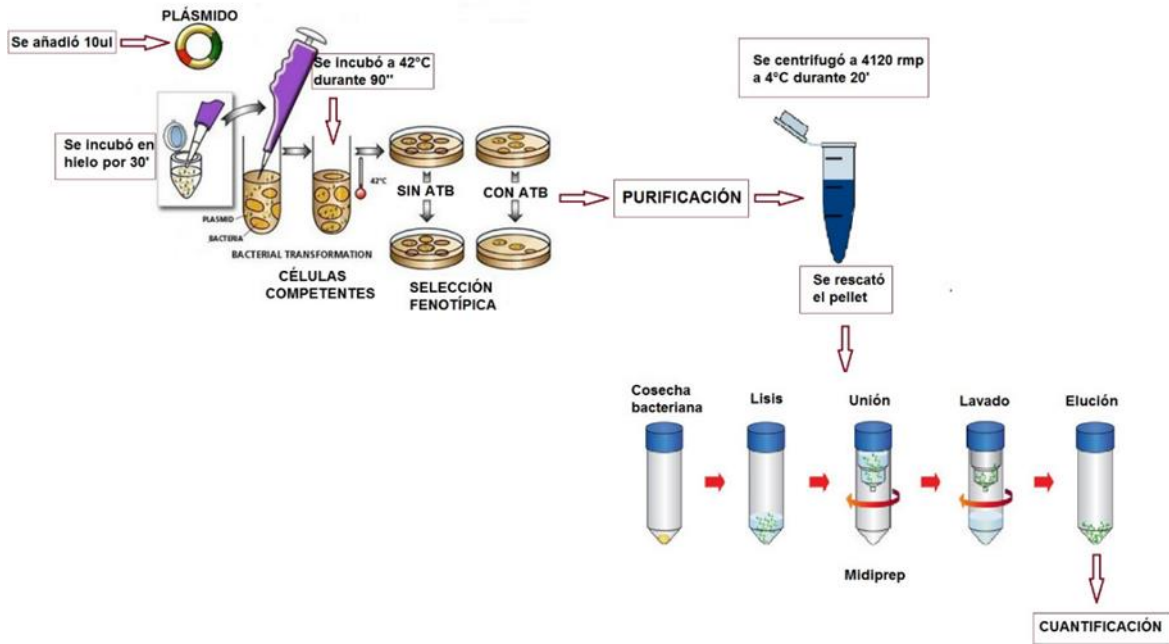 PLÁSMIDO
Se añadió 10ul
Se incubó a 42°C
durante 90"
Se incubó en
hielo por 30'
42°C
PLASMID
BACTERIA
BACTERIAL TRANSFORMATION
CÉLULAS
COMPETENTES
SIN ATB
CON ATB
SELECCIÓN
FENOTÍPICA
PURIFICACIÓN
Se centrifugó a 4120 rmp
a 4°C durante 20'
Se rescató
el pellet
Cosecha
bacteriana
Lisis
Unión
Lavado
Elución
Midiprep
CUANTIFICACIÓN